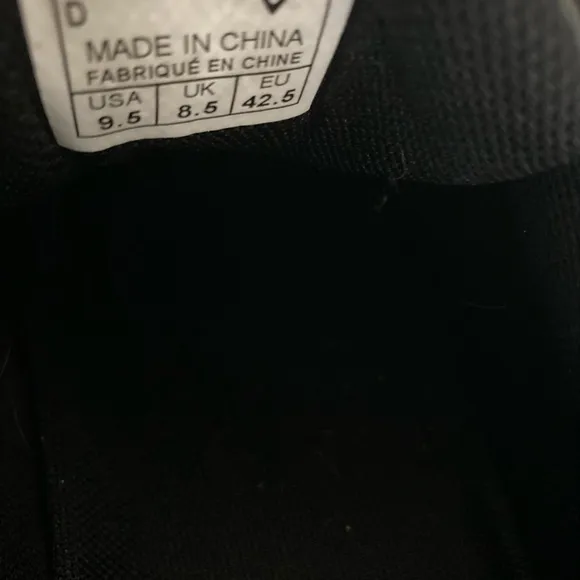 D
MADE IN CHINA
FABRIQUÉ EN CHINE
USA UK EU
9.5 8.5 42.5